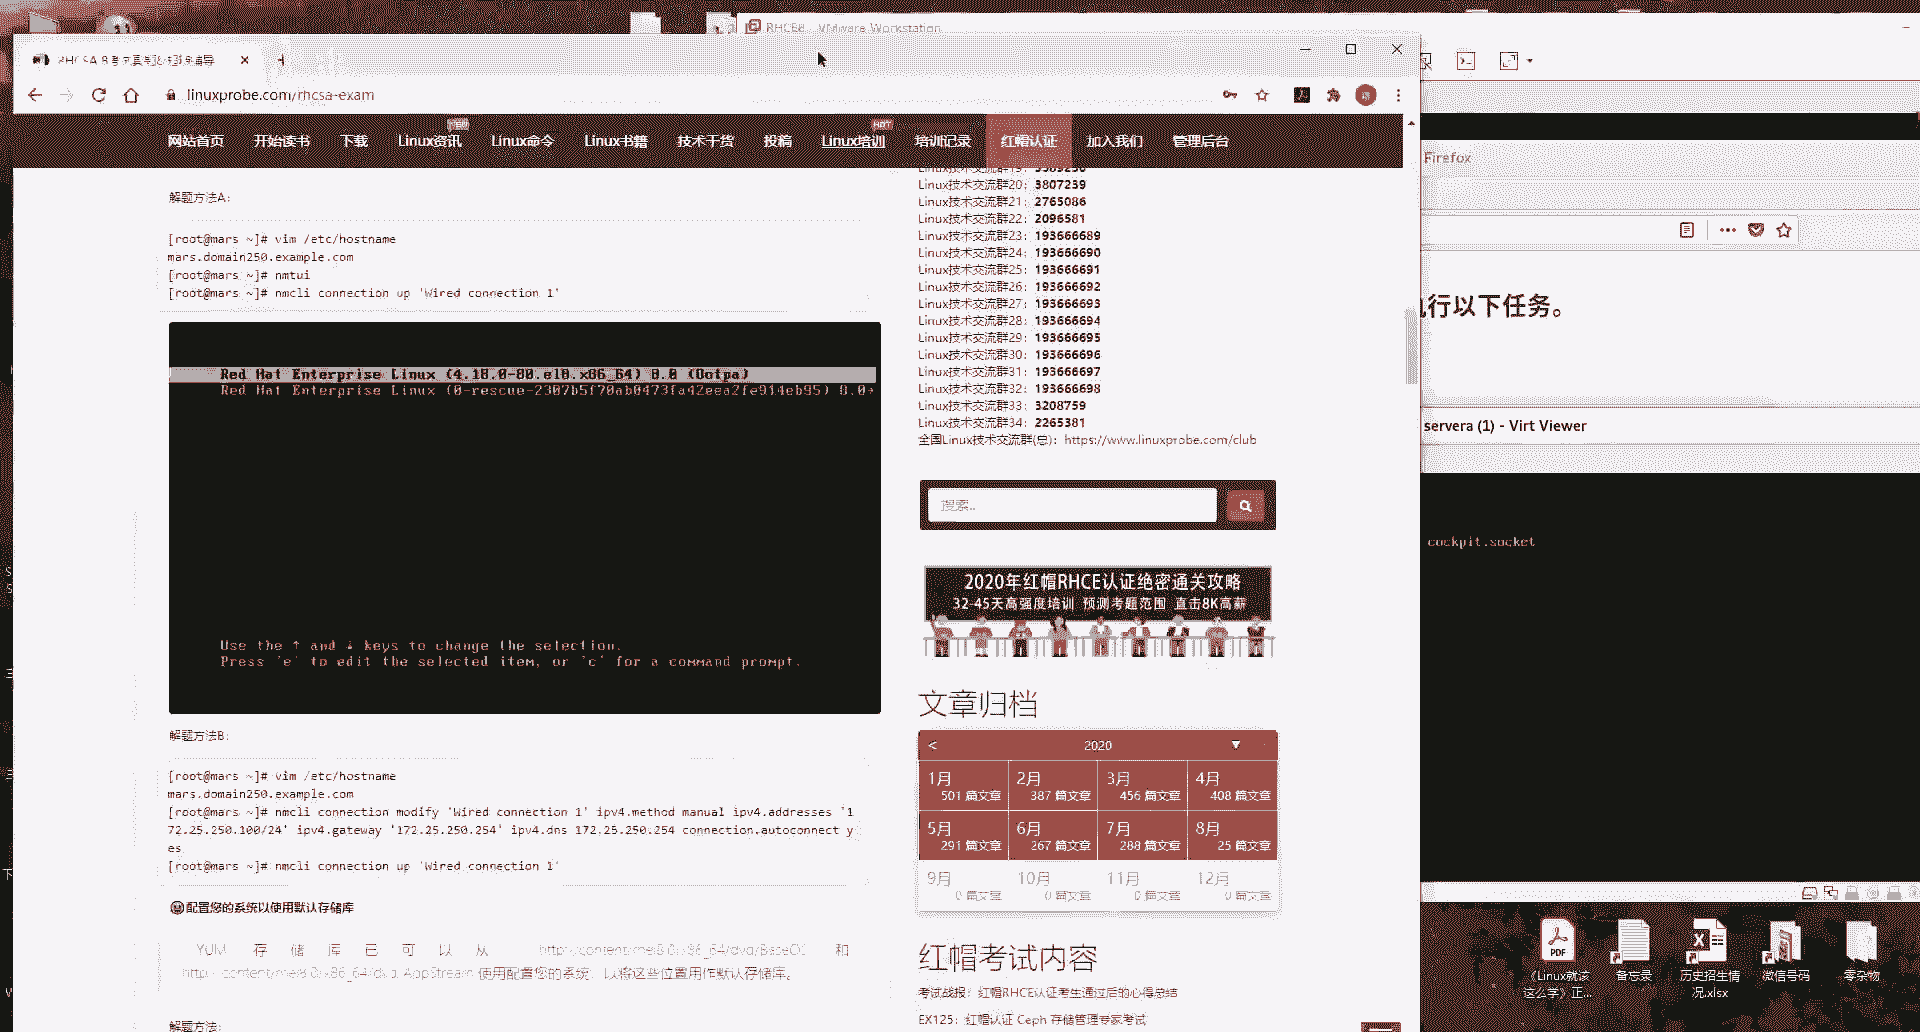 RHCE8 - VMware Workstation
linuxprobe.com/rhcsa-exam
网站首页 开始读书 下载 Linux资讯 Linux命令 Linux书籍 技术干货 投稿 Linux培训 HOT 培训记录 红帽认证 加入我们 管理后台
Firefox
解题方法A:
[root@mars ~]# vim /etc/hostname
mars.domain250.example.com
[root@mars ~]# nmtui
[root@mars ~]# nmcli connection up 'Wired connection 1'
Red Hat Enterprise Linux (4.18.0-80.el8.x86_64) 8.0 (Ootpa)
Red Hat Enterprise Linux (0-rescue-2307b5f70ab0473fa42eea2fe914eb95) 8.0→
Use the ↑ and ↓ keys to change the selection.
Press 'e' to edit the selected item, or 'c' for a command prompt.
解题方法B:
[root@mars ~]# vim /etc/hostname
mars.domain250.example.com
[root@mars ~]# nmcli connection modify 'Wired connection 1' ipv4.method manual ipv4.addresses '1
72.25.250.100/24' ipv4.gateway '172.25.250.254' ipv4.dns 172.25.250.254 connection.autoconnect y
es
[root@mars ~]# nmcli connection up 'Wired connection 1'
配置您的系统以使用默认存储库
YUM 存储库已可以从 和
使用配置您的系统，以将这些位置用作默认存储库。
解题方法:
Linux技术交流群20：3807239
Linux技术交流群21：2765086
Linux技术交流群22：2096581
Linux技术交流群23：193666689
Linux技术交流群24：193666690
Linux技术交流群25：193666691
Linux技术交流群26：193666692
Linux技术交流群27：193666693
Linux技术交流群28：193666694
Linux技术交流群29：193666695
Linux技术交流群30：193666696
Linux技术交流群31：193666697
Linux技术交流群32：193666698
Linux技术交流群33：3208759
Linux技术交流群34：2265381
全国Linux技术交流群(总)：https://www.linuxprobe.com/club
搜索..
2020年红帽RHCE认证绝密通关攻略
32-45天高强度培训 预测考题范围 直击8K高薪
文章归档
< 2020 ▼
1月 2月 3月 4月
501 篇文章 387 篇文章 456 篇文章 408 篇文章
5月 6月 7月 8月
291 篇文章 267 篇文章 288 篇文章 25 篇文章
9月 10月 11月 12月
0 篇文章 0 篇文章 0 篇文章 0 篇文章
红帽考试内容
考试战报：红帽RHCE认证考生通过后的心得总结
EX125：红帽认证 Ceph 存储管理专家考试
行以下任务。
servera (1) - Virt Viewer
cockpit.socket
PDF
《Linux就该
这么学》正...
备忘录
历史招生情
况.xlsx
微信号码
零杂物